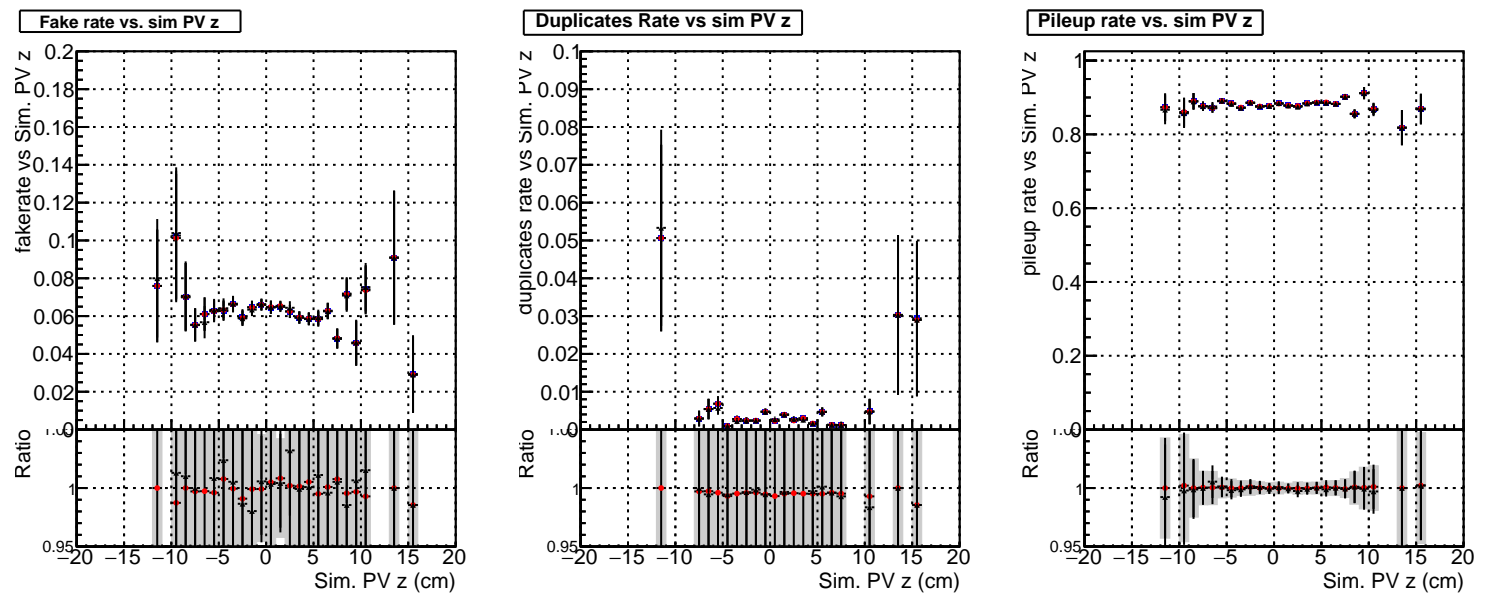 Fake rate vs. sim PV z
fakerate vs Sim. PV z
0.2
0.18
0.16
0.14
0.12
0.1
0.08
0.06
0.04
0.02
0
Ratio
1
0.95
−20 −15 −10 −5 0 5 10 15 20
Sim. PV z (cm)
Duplicates Rate vs sim PV z
duplicates rate vs Sim. PV z
0.1
0.09
0.08
0.07
0.06
0.05
0.04
0.03
0.02
0.01
0
Ratio
1
0.95
−20 −15 −10 −5 0 5 10 15 20
Sim. PV z (cm)
Pileup rate vs. sim PV z
pileup rate vs Sim. PV z
1
0.8
0.6
0.4
0.2
0
Ratio
1
0.95
−20 −15 −10 −5 0 5 10 15 20
Sim. PV z (cm)